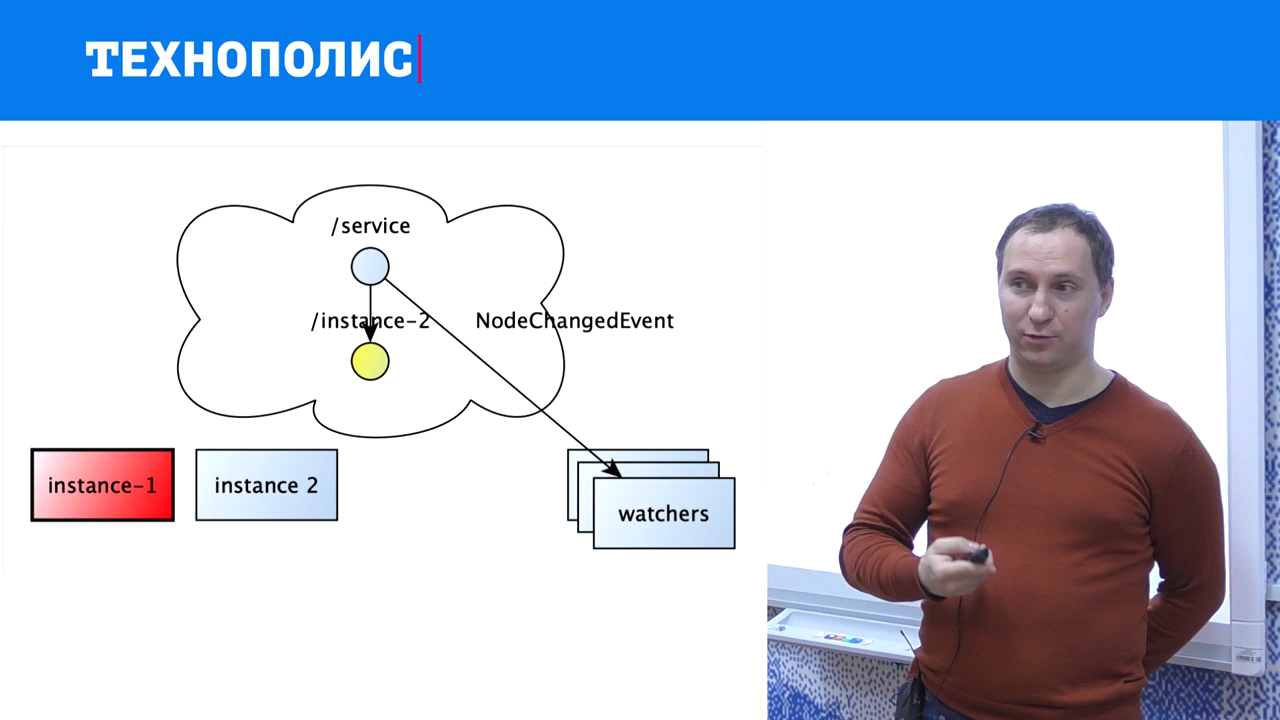 ТЕХНОПОЛИС
/service
/instance-2
NodeChangedEvent
instance-1
instance 2
watchers